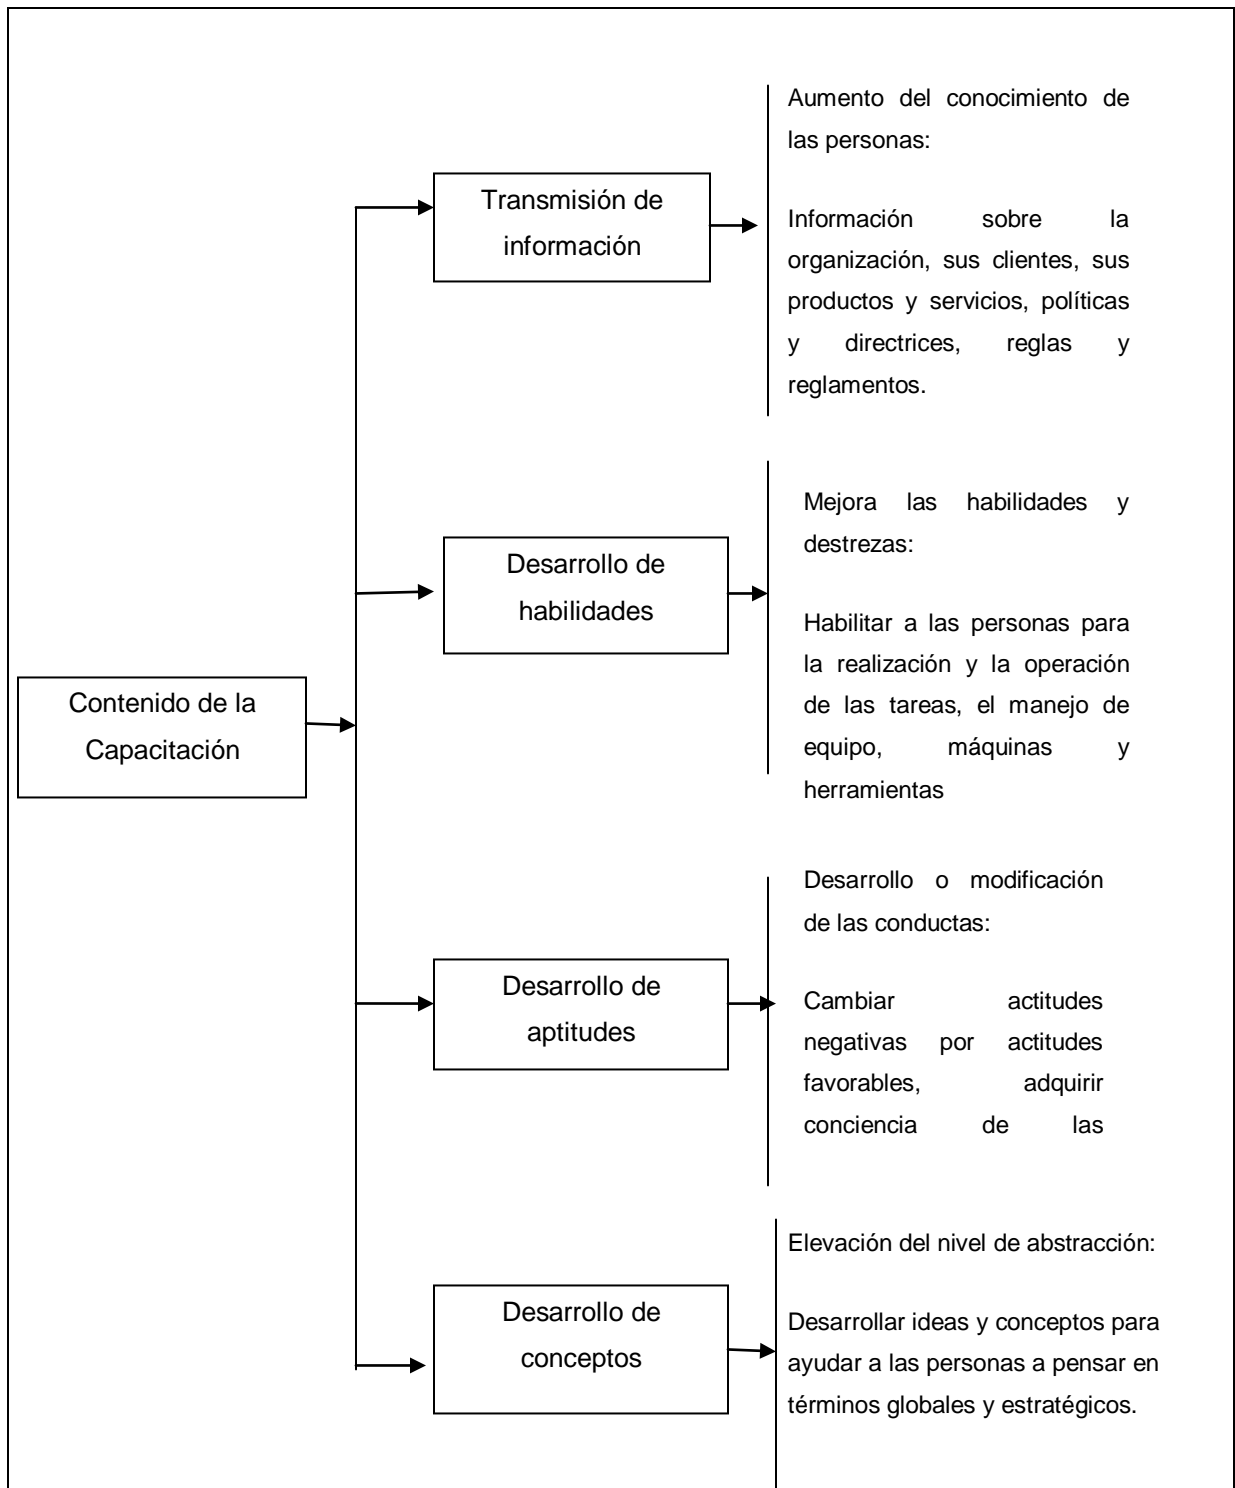 Contenido de la
Capacitación
Transmisión de
información
Aumento del conocimiento de
las personas:
Información sobre la
organización, sus clientes, sus
productos y servicios, políticas
y directrices, reglas y
reglamentos.
Desarrollo de
habilidades
Mejora las habilidades y
destrezas:
Habilitar a las personas para
la realización y la operación
de las tareas, el manejo de
equipo, máquinas y
herramientas
Desarrollo de
aptitudes
Desarrollo o modificación
de las conductas:
Cambiar actitudes
negativas por actitudes
favorables, adquirir
conciencia de las
Desarrollo de
conceptos
Elevación del nivel de abstracción:
Desarrollar ideas y conceptos para
ayudar a las personas a pensar en
términos globales y estratégicos.